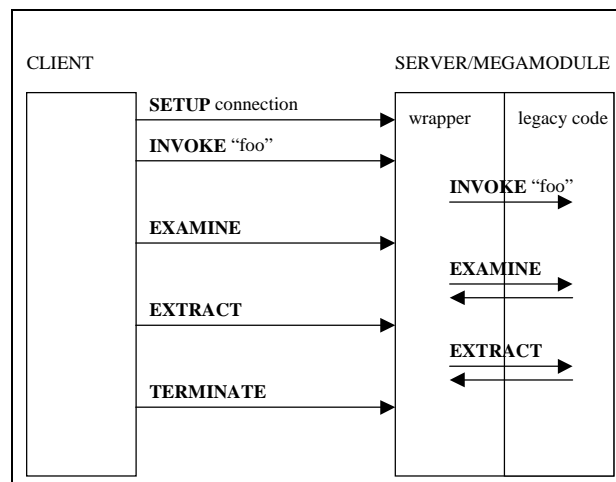 CLIENT
SERVER/MEGAMODULE
SETUP connection
wrapper
legacy code
INVOKE “foo”
INVOKE “foo”
EXAMINE
EXAMINE
EXTRACT
EXTRACT
TERMINATE